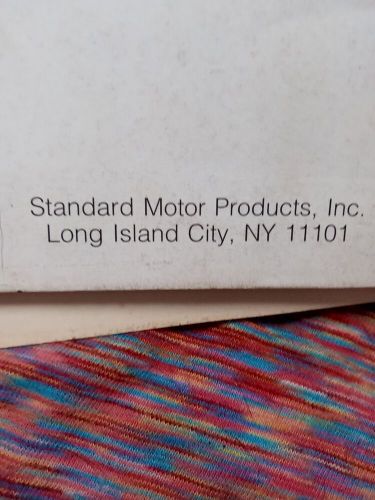 Standard Motor Products, Inc.
Long Island City, NY 11101